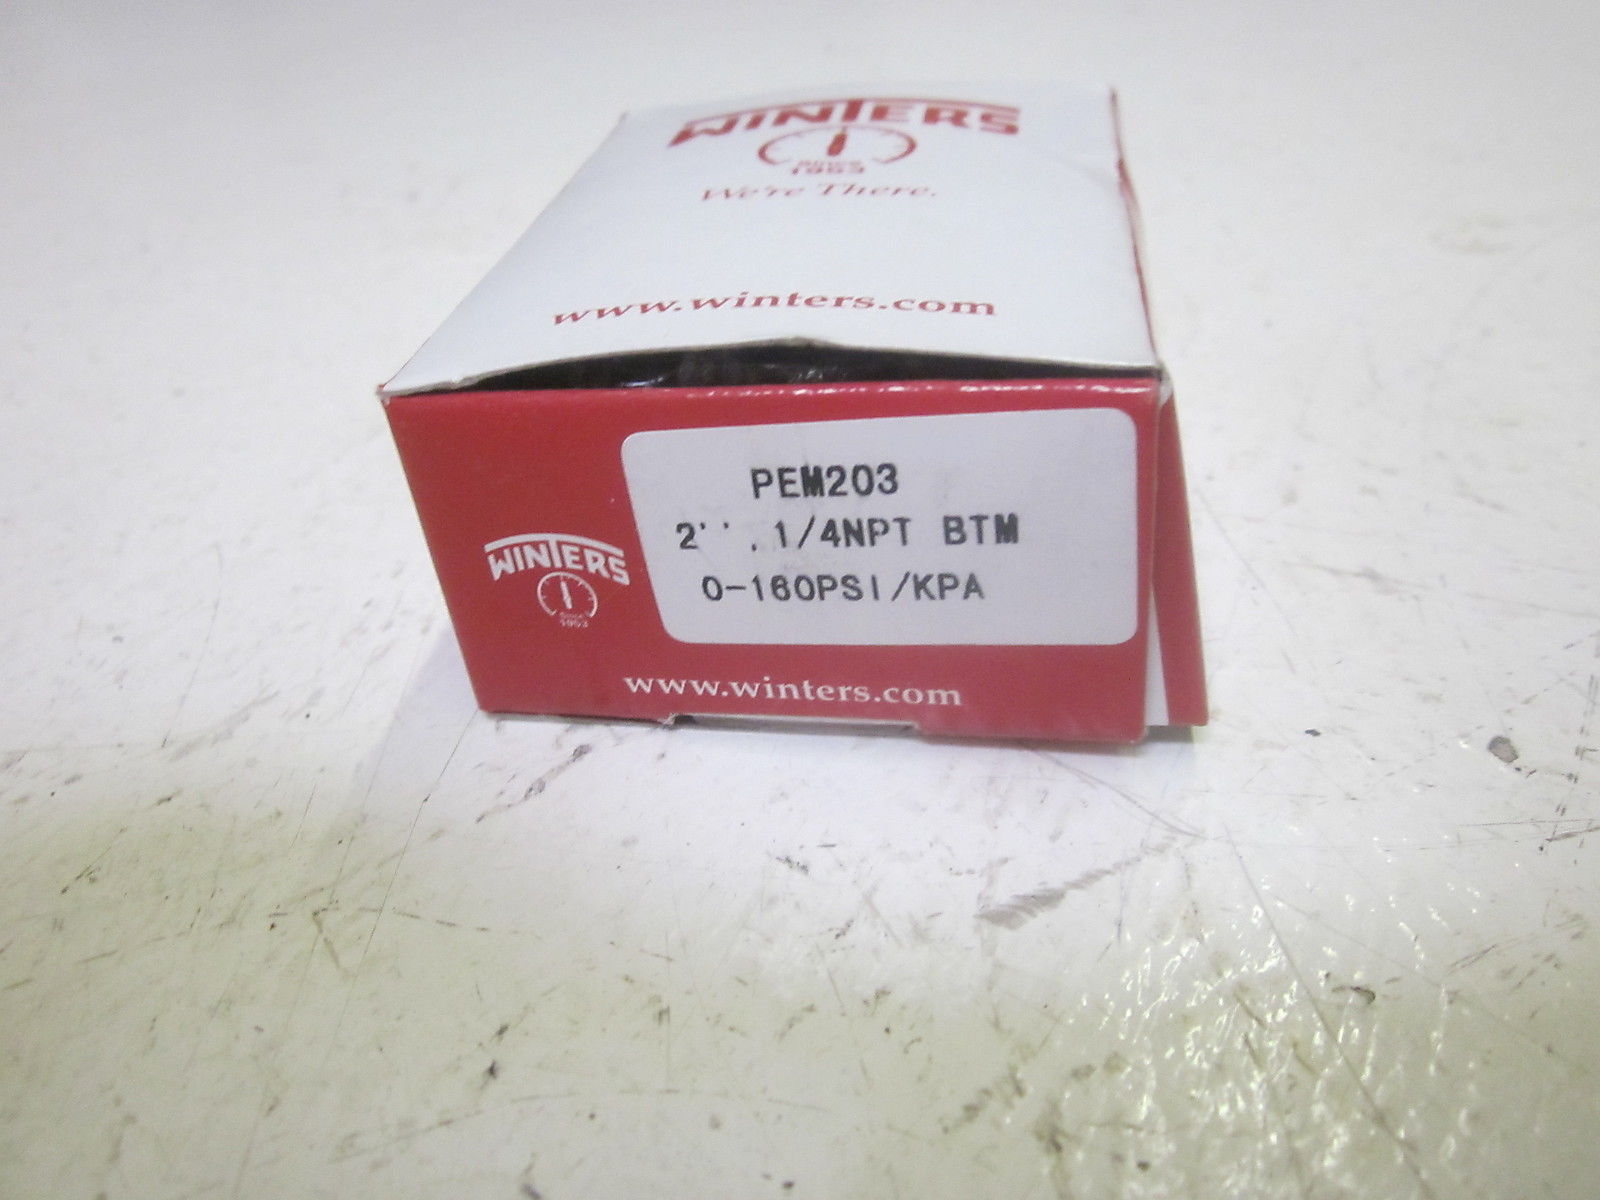 WINTERS
SINCE
1953
We're There.
www.winters.com
PEM203
2'' . 1/4NPT BTM
0-160PSI/KPA
WINTERS
SINCE
1953
www.winters.com